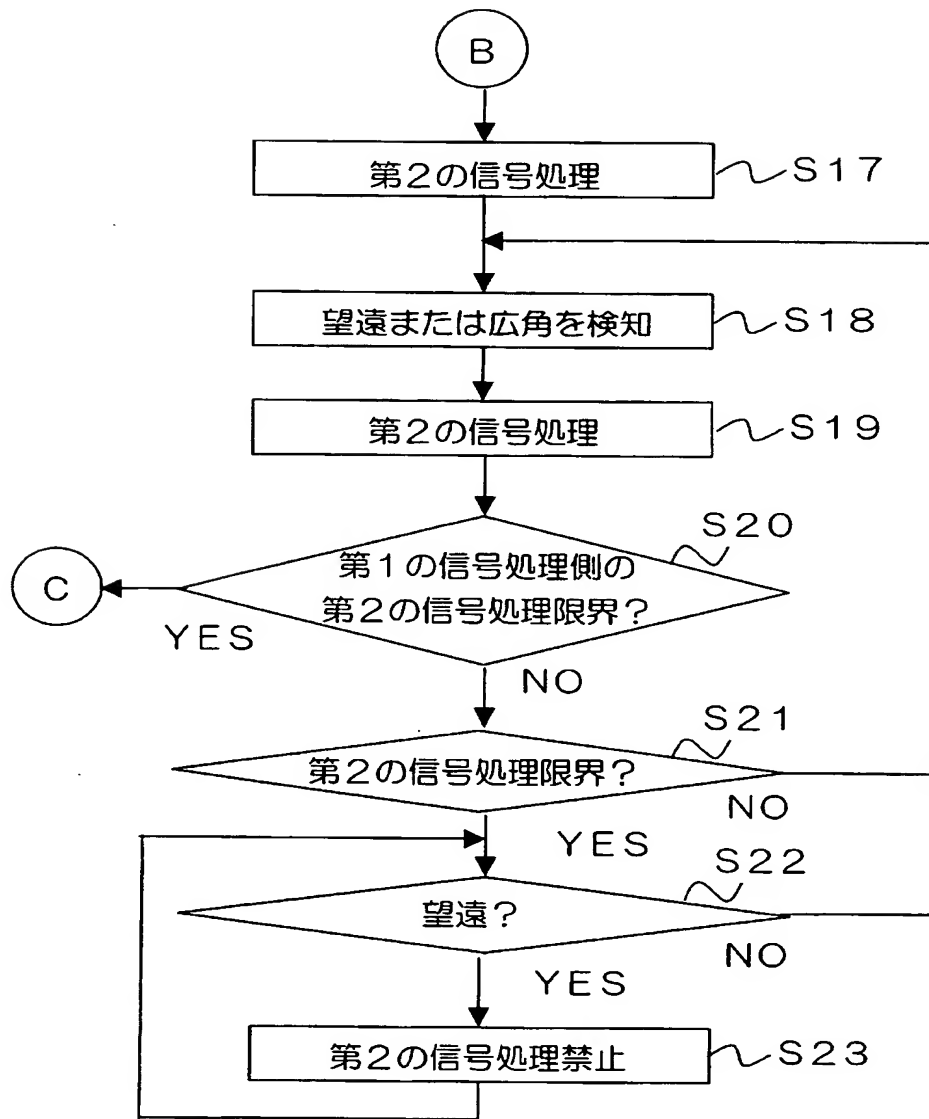 B
第２の信号処理
S17
望遠または広角を検知
S18
第２の信号処理
S19
S20
第１の信号処理側の
第２の信号処理限界？
C
YES
NO
S21
第２の信号処理限界？
NO
YES
S22
望遠？
NO
YES
第２の信号処理禁止
S23